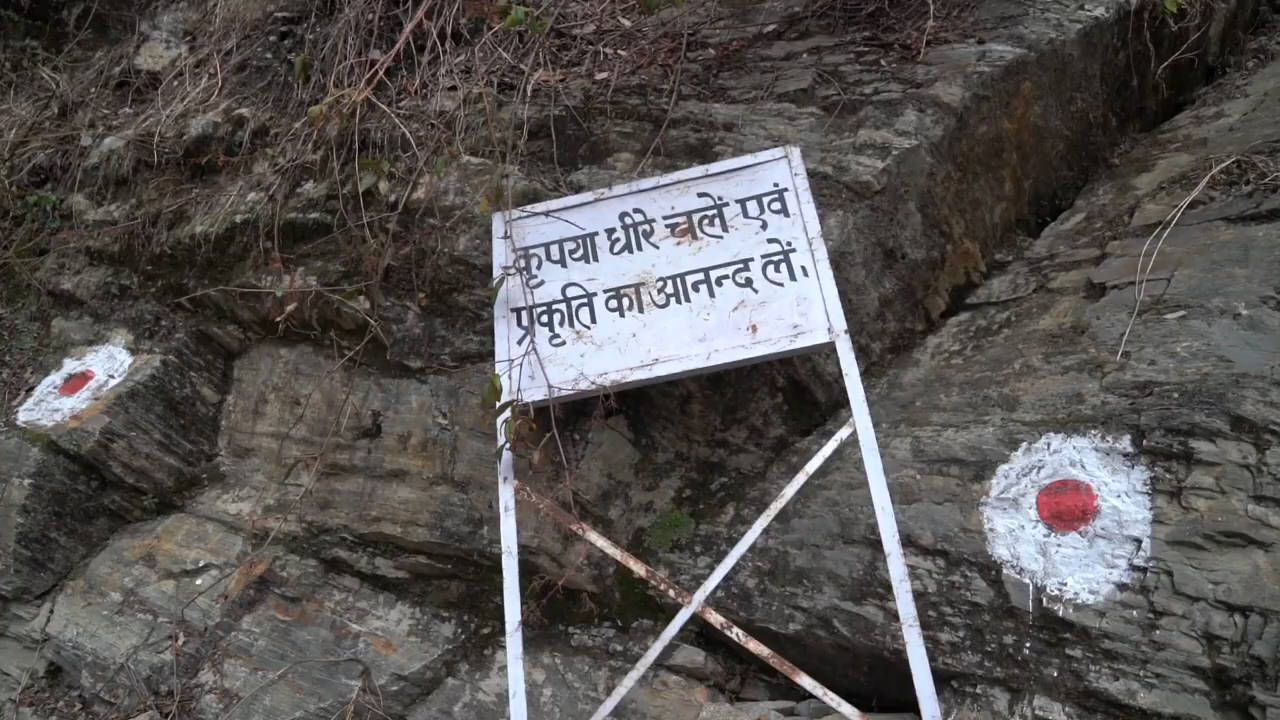 कृपया धीरे चलें एवं
प्रकृति का आनन्द लें.